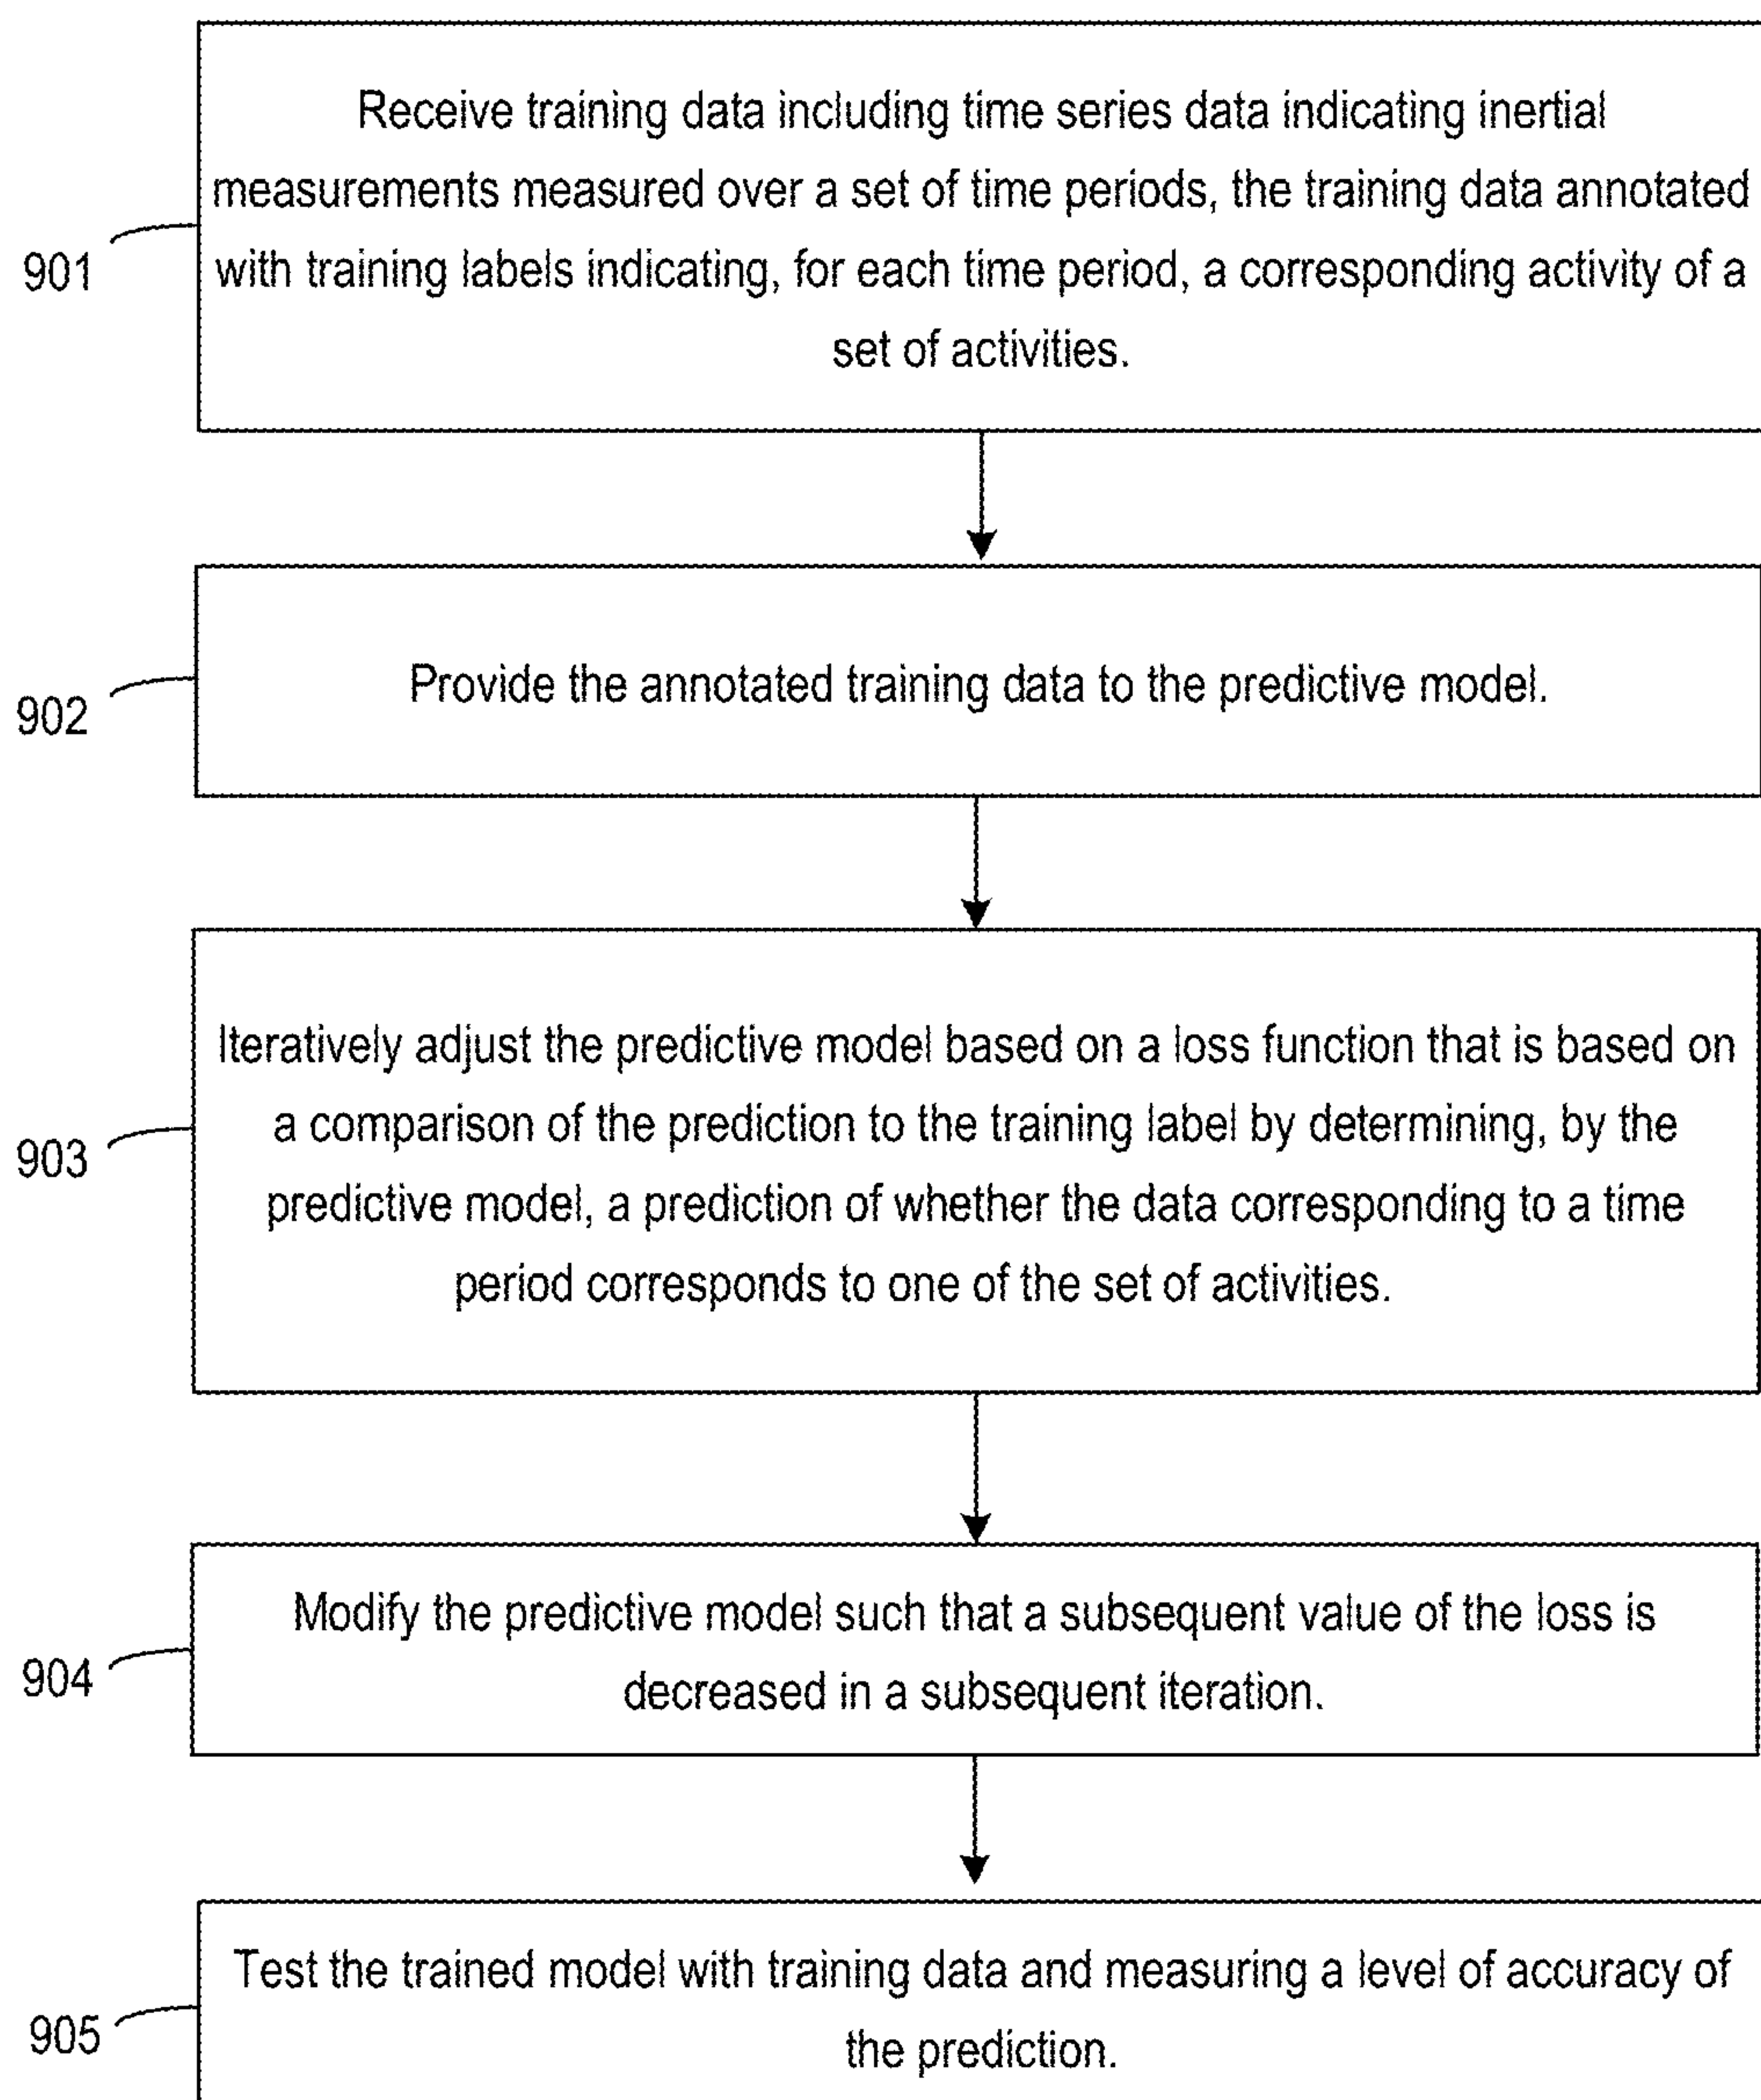 Receive training data including time series data indicating inertial
measurements measured over a set of time periods, the training data annotated
with training labels indicating, for each time period, a corresponding activity of a
set of activities.
901
Provide the annotated training data to the predictive model.
902
Iteratively adjust the predictive model based on a loss function that is based on
a comparison of the prediction to the training label by determining, by the
predictive model, a prediction of whether the data corresponding to a time
period corresponds to one of the set of activities.
903
Modify the predictive model such that a subsequent value of the loss is
decreased in a subsequent iteration.
904
Test the trained model with training data and measuring a level of accuracy of
the prediction.
905